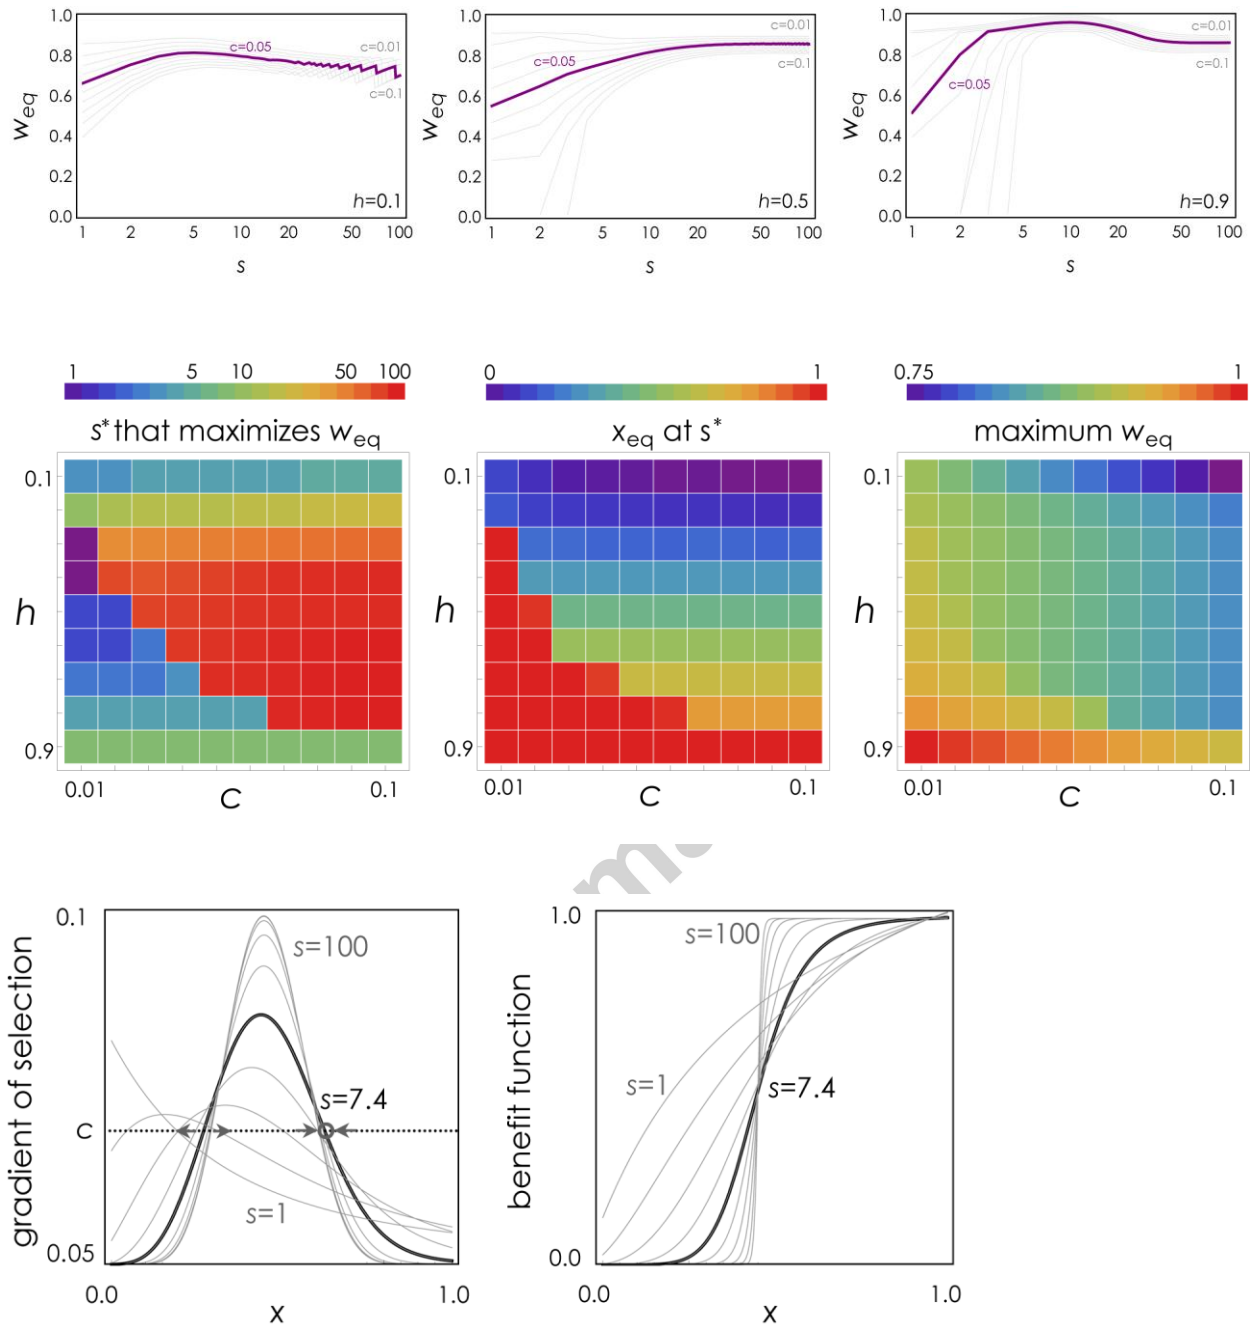 1.0
0.8
0.6
0.4
0.2
0.0
weq
c=0.05
c=0.01
c=0.1
h=0.1
1 2 5 10 20 50 100
s
1.0
0.8
0.6
0.4
0.2
0.0
weq
c=0.05
c=0.01
c=0.1
h=0.5
1 2 5 10 20 50 100
s
1.0
0.8
0.6
0.4
0.2
0.0
weq
c=0.05
c=0.01
c=0.1
h=0.9
1 2 5 10 20 50 100
s
1 5 10 50 100
s* that maximizes weq
0.1
h
0.9
0.01 C 0.1
0 1
xeq at s*
0.1
h
0.9
0.01 C 0.1
0.75 1
maximum weq
0.1
h
0.9
0.01 C 0.1
0.1
gradient of selection
s=100
s=7.4
C
s=1
0.05
0.0 x 1.0
1.0
benefit function
s=100
s=1
s=7.4
0.0
0.0 x 1.0